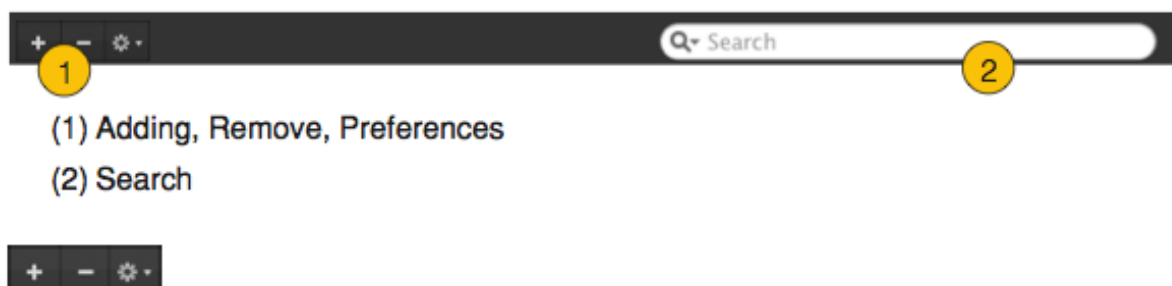 + − Search
1 2
(1) Adding, Remove, Preferences
(2) Search
+ −